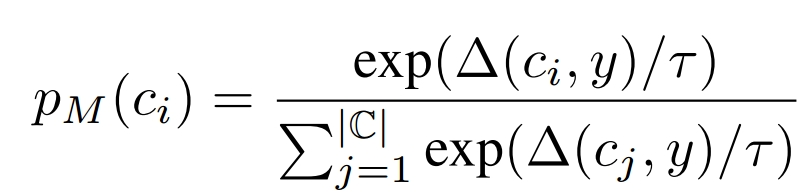 p_M(c_i) = \frac{\exp(\Delta(c_i, y)/\tau)}{\sum_{j=1}^{|\mathbb{C}|} \exp(\Delta(c_j, y)/\tau)}